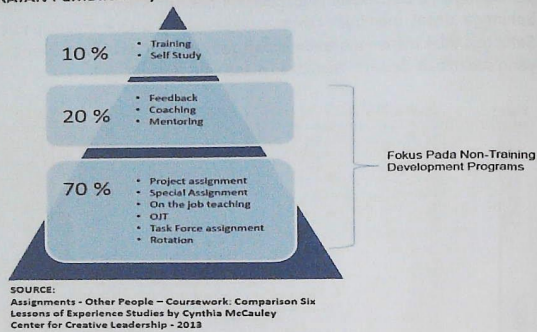 10 %
• Training
• Self Study
20 %
• Feedback
• Coaching
• Mentoring
70 %
• Project assignment
• Special Assignment
• On the job teaching
• OJT
• Task Force assignment
• Rotation
Fokus Pada Non-Training
Development Programs
SOURCE:
Assignments - Other People – Coursework: Comparison Six
Lessons of Experience Studies by Cynthia McCauley
Center for Creative Leadership - 2013